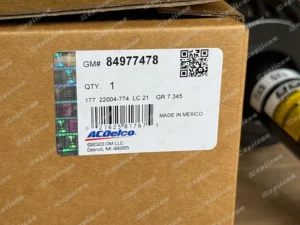 GM# 84977478
QTY. 1
177 22004-774 LC 21 GR 7.345
MADE IN MEXICO
ACDelco
©2023 GM LLC
Detroit, MI 48265